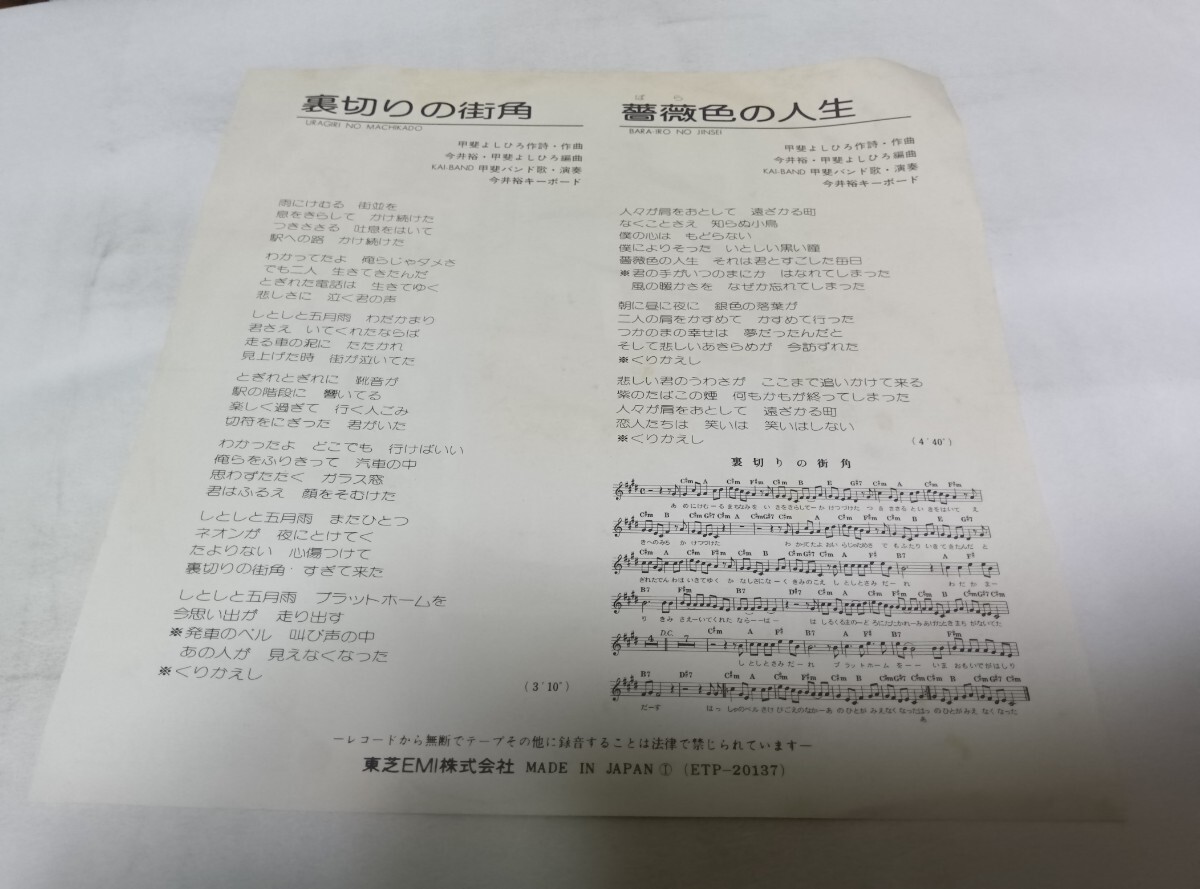 裏切りの街角
URAGIRI NO MACHIKADO
甲斐よしひろ作詩・作曲
今井裕・甲斐よしひろ編曲
KAI-BAND 甲斐バンド歌・演奏
今井裕キーボード
雨にけむる 街並を
息をきらして かけ続けた
つきささる 吐息をはいて
駅への路 かけ続けた
わかってたよ 俺らじゃダメさ
でも二人 生きてきたんだ
とぎれた電話は 生きてゆく
悲しさに 泣く君の声
しとしと五月雨 わだかまり
君さえ いてくれたならば
走る車の泥に たたかれ
見上げた時 街が泣いてた
とぎれとぎれに 靴音が
駅の階段に 響いてる
楽しく過ぎて 行く人ごみ
切符をにぎった 君がいた
わかったよ どこでも 行けばいい
俺らをふりきって 汽車の中
思わずたたく ガラス窓
君はふるえ 顔をそむけた
しとしと五月雨 またひとつ
ネオンが 夜にとけてく
たよりない 心傷つけて
裏切りの街角 すぎて来た
しとしと五月雨 プラットホームを
今思い出が 走り出す
※発車のベル 叫び声の中
あの人が 見えなくなった
※くりかえし
(3′10″)
ばら
薔薇色の人生
BARA-IRO NO JINSEI
甲斐よしひろ作詩・作曲
今井裕・甲斐よしひろ編曲
KAI-BAND 甲斐バンド歌・演奏
今井裕キーボード
人々が肩をおとして 遠ざかる町
なくことさえ 知らぬ小鳥
僕の心は もどらない
僕によりそった いとしい黒い瞳
薔薇色の人生 それは君とすごした毎日
※君の手がいつのまにか はなれてしまった
風の暖かさを なぜか忘れてしまった
朝に昼に夜に 銀色の落葉が
二人の肩をかすめて かすめて行った
つかのまの幸せは 夢だったんだと
そして悲しいあきらめが 今訪ずれた
※くりかえし
悲しい君のうわさが ここまで追いかけて来る
紫のたばこの煙 何もかもが終ってしまった
人々が肩をおとして 遠ざかる町
恋人たちは 笑いは 笑いはしない
※くりかえし
(4′40″)
裏切りの街角
ーレコードから無断でテープその他に録音することは法律で禁じられていますー
東芝EMI株式会社 MADE IN JAPAN ① (ETP-20137)